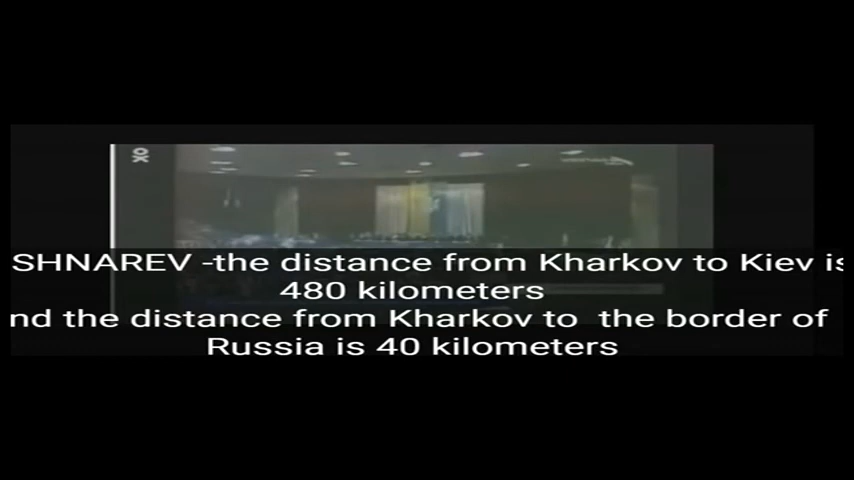 SHNAREV -the distance from Kharkov to Kiev is
480 kilometers
nd the distance from Kharkov to the border of
Russia is 40 kilometers